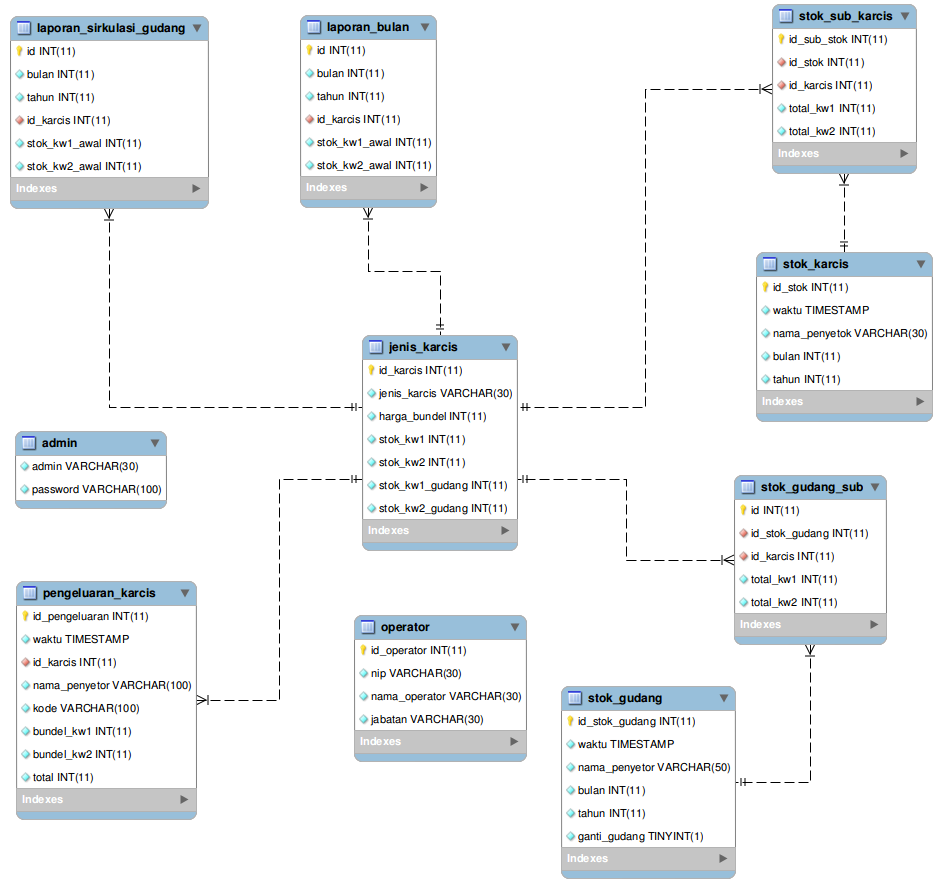 laporan_sirkulasi_gudang
id INT(11)
bulan INT(11)
tahun INT(11)
id_karcis INT(11)
stok_kw1_awal INT(11)
stok_kw2_awal INT(11)
Indexes
laporan_bulan
id INT(11)
bulan INT(11)
tahun INT(11)
id_karcis INT(11)
stok_kw1_awal INT(11)
stok_kw2_awal INT(11)
Indexes
stok_sub_karcis
id_sub_stok INT(11)
id_stok INT(11)
id_karcis INT(11)
total_kw1 INT(11)
total_kw2 INT(11)
Indexes
stok_karcis
id_stok INT(11)
waktu TIMESTAMP
nama_penyetok VARCHAR(30)
bulan INT(11)
tahun INT(11)
Indexes
jenis_karcis
id_karcis INT(11)
jenis_karcis VARCHAR(30)
harga_bundel INT(11)
stok_kw1 INT(11)
stok_kw2 INT(11)
stok_kw1_gudang INT(11)
stok_kw2_gudang INT(11)
Indexes
admin
admin VARCHAR(30)
password VARCHAR(100)
stok_gudang_sub
id INT(11)
id_stok_gudang INT(11)
id_karcis INT(11)
total_kw1 INT(11)
total_kw2 INT(11)
Indexes
pengeluaran_karcis
id_pengeluaran INT(11)
waktu TIMESTAMP
id_karcis INT(11)
nama_penyetor VARCHAR(100)
kode VARCHAR(100)
bundel_kw1 INT(11)
bundel_kw2 INT(11)
total INT(11)
Indexes
operator
id_operator INT(11)
nip VARCHAR(30)
nama_operator VARCHAR(30)
jabatan VARCHAR(30)
Indexes
stok_gudang
id_stok_gudang INT(11)
waktu TIMESTAMP
nama_penyetor VARCHAR(50)
bulan INT(11)
tahun INT(11)
ganti_gudang TINYINT(1)
Indexes